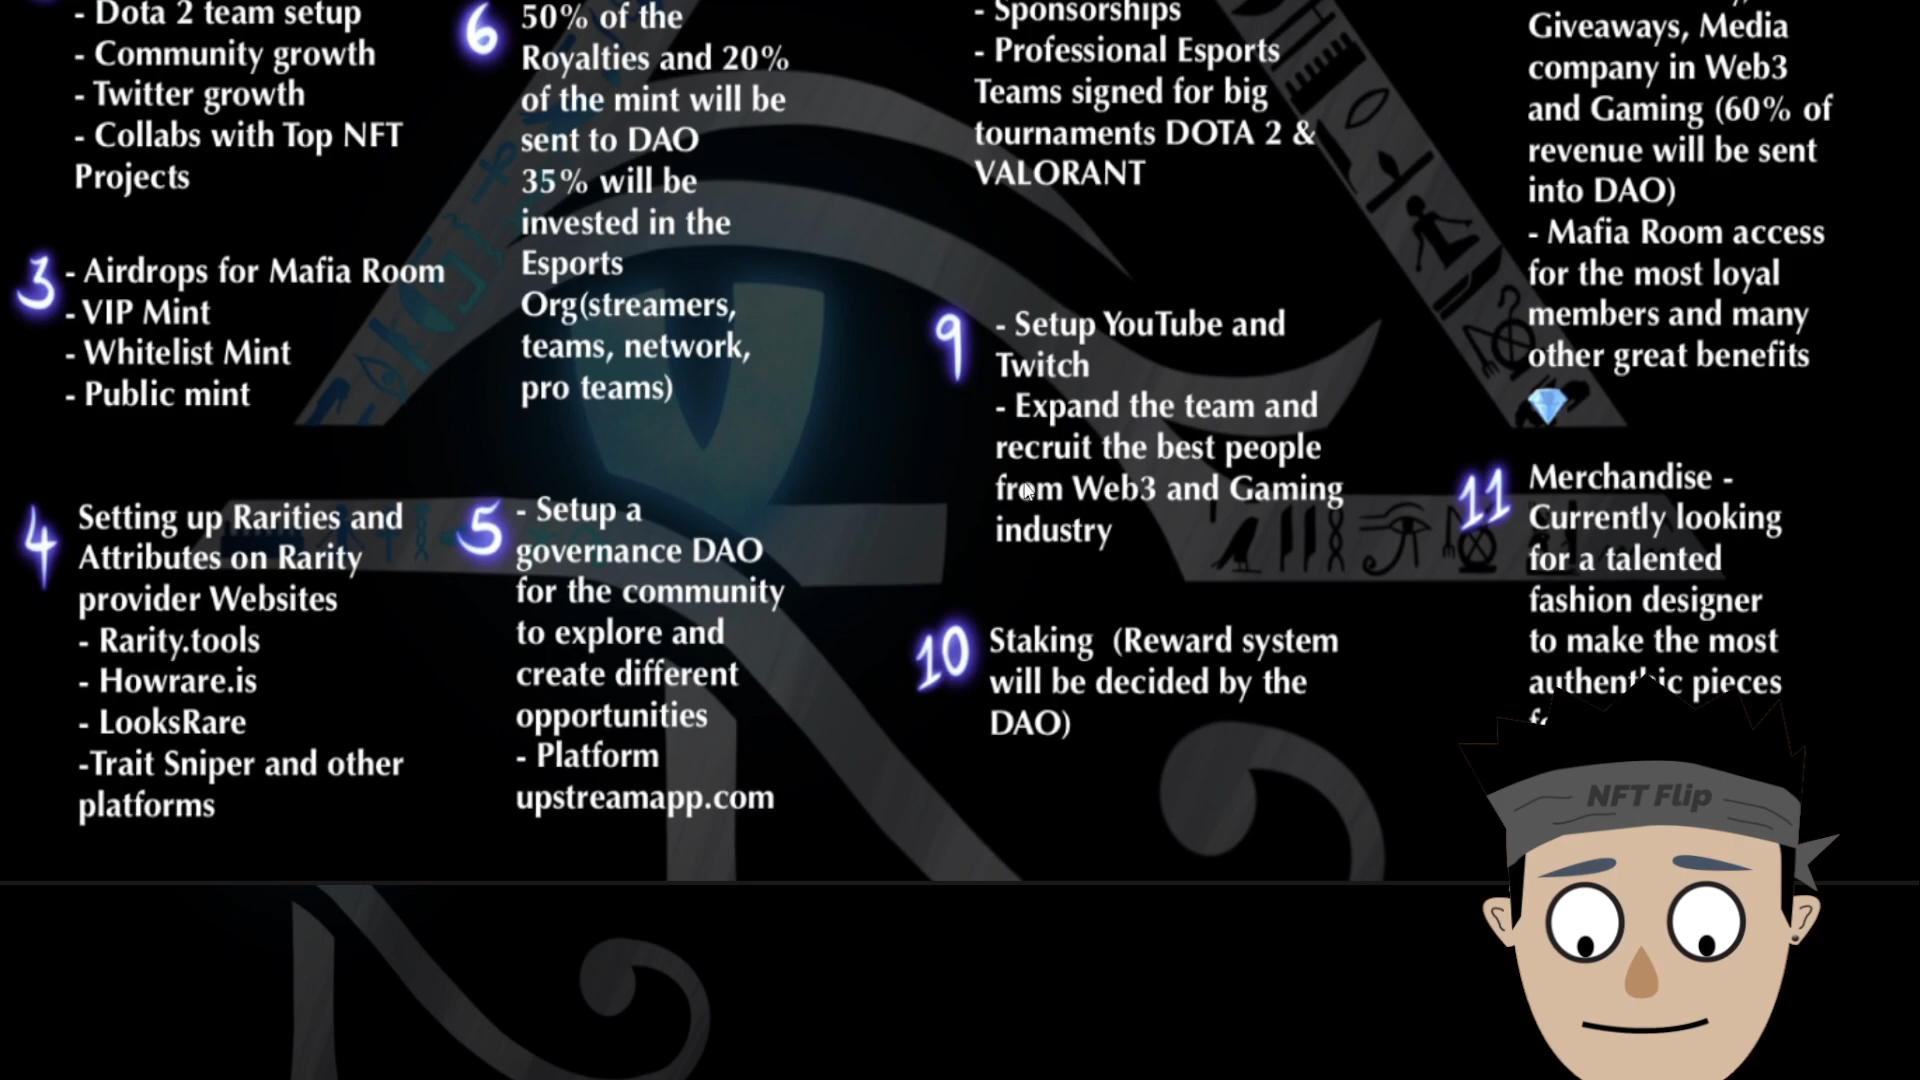 - Dota 2 team setup
- Community growth
- Twitter growth
- Collabs with Top NFT
Projects
3
- Airdrops for Mafia Room
- VIP Mint
- Whitelist Mint
- Public mint
4
Setting up Rarities and
Attributes on Rarity
provider Websites
- Rarity.tools
- Howrare.is
- LooksRare
-Trait Sniper and other
platforms
6
50% of the
Royalties and 20%
of the mint will be
sent to DAO
35% will be
invested in the
Esports
Org(streamers,
teams, network,
pro teams)
5
- Setup a
governance DAO
for the community
to explore and
create different
opportunities
- Platform
upstreamapp.com
- Sponsorships
- Professional Esports
Teams signed for big
tournaments DOTA 2 &
VALORANT
9
- Setup YouTube and
Twitch
- Expand the team and
recruit the best people
from Web3 and Gaming
industry
10
Staking (Reward system
will be decided by the
DAO)
Giveaways, Media
company in Web3
and Gaming (60% of
revenue will be sent
into DAO)
- Mafia Room access
for the most loyal
members and many
other great benefits
11
Merchandise -
Currently looking
for a talented
fashion designer
to make the most
authenthic pieces
NFT Flip